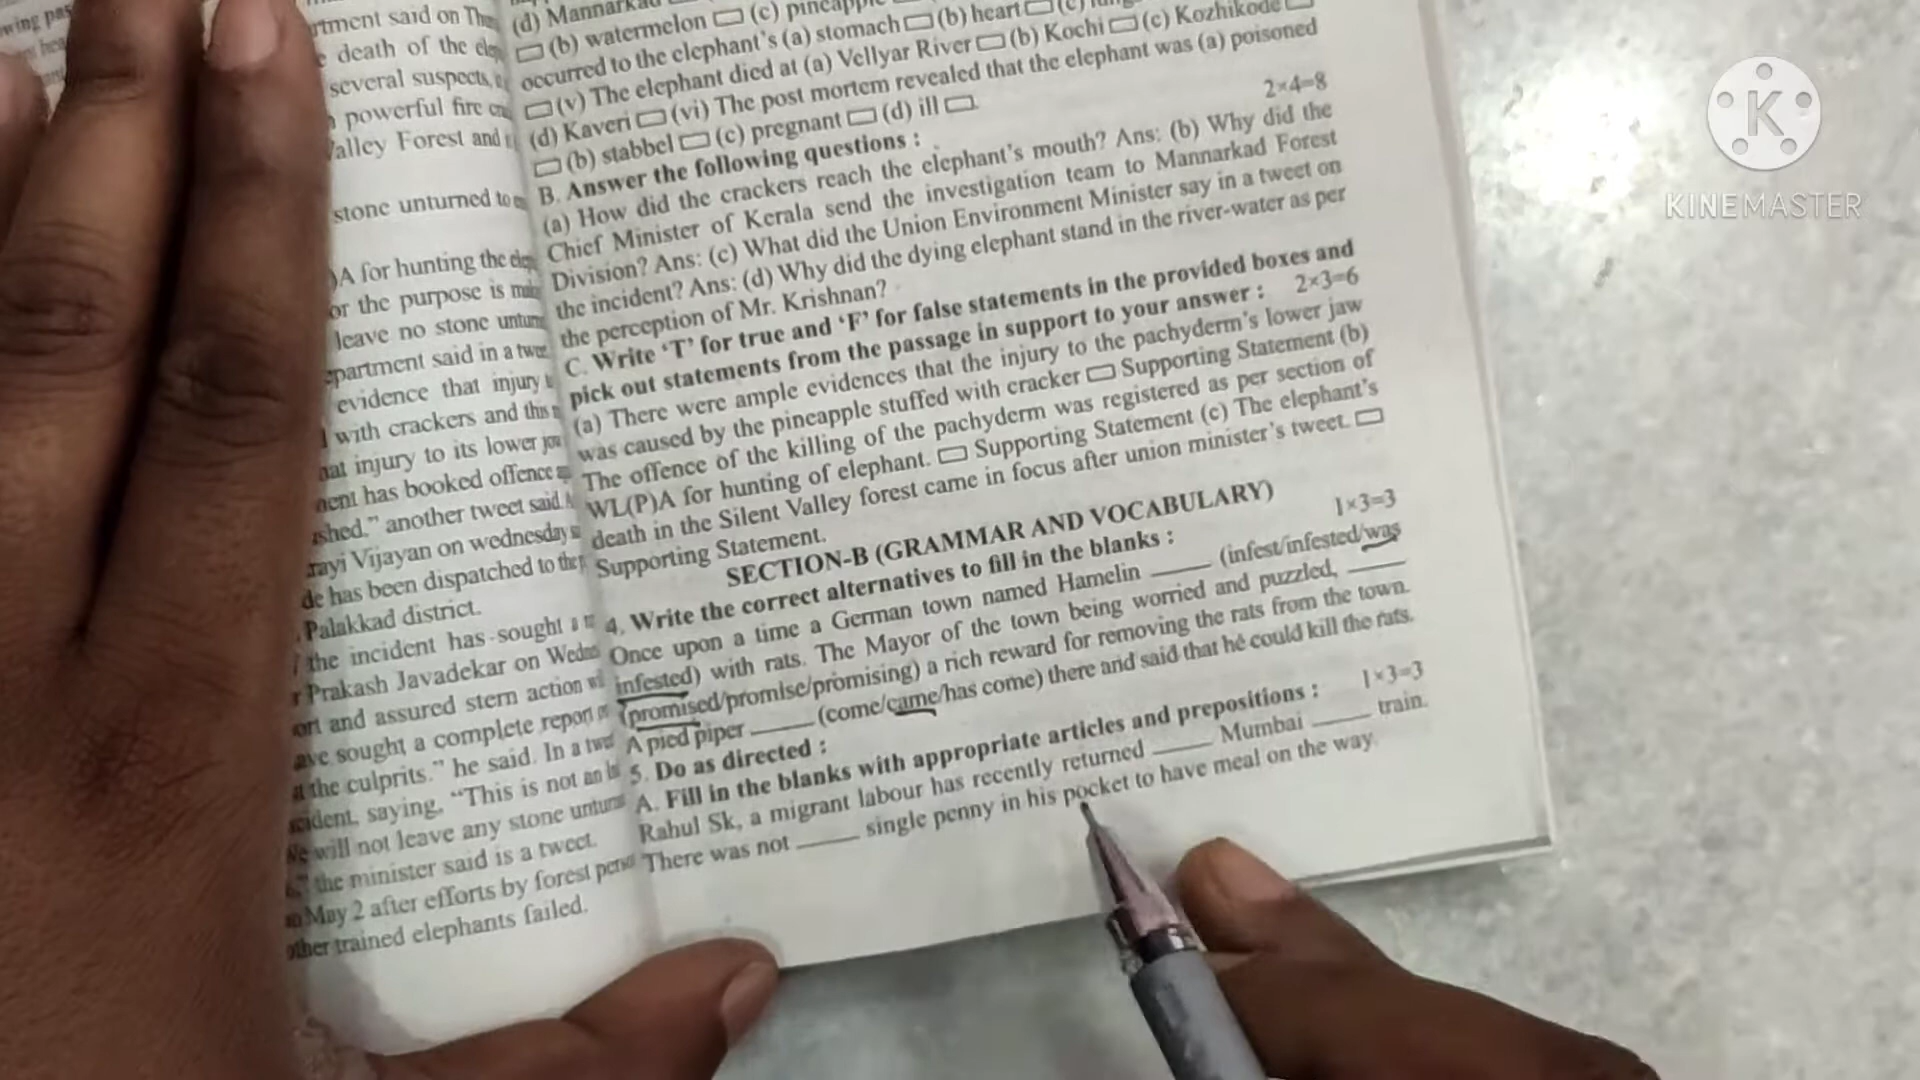 rtment said on
death of the
several suspects,
powerful fire
alley Forest and
stone unturned to
A for hunting the
or the purpose is
leave no stone
partment said in a
evidence that injury
with crackers and this
at injury to its lower
ment has booked offence
shed," another tweet said
rayi Vijayan on wednesday
de has been dispatched to the
Palakkad district.
the incident has sought a
Prakash Javadekar on
ort and assured stern action
ave sought a complete report
the culprits." he said. In a
cident, saying, "This is not an
We will not leave any stone
the minister said is a tweet.
on May 2 after efforts by forest
other trained elephants failed.
(d)
(b) watermelon (c)
occurred to the elephant's (a) stomach (b) heart
(v) The elephant died at (a) Vellyar River (b) Kochi (c) Kozhikode
(d) Kaveri (vi) The post mortem revealed that the elephant was (a) poisoned
(b) stabbel (c) pregnant (d) ill
B. Answer the following questions : 2×4=8
(a) How did the crackers reach the elephant's mouth? Ans: (b) Why did the
Chief Minister of Kerala send the investigation team to Mannarkad Forest
Division? Ans: (c) What did the Union Environment Minister say in a tweet on
the incident? Ans: (d) Why did the dying elephant stand in the river-water as per
the perception of Mr. Krishnan?
C. Write 'T' for true and 'F' for false statements in the provided boxes and
pick out statements from the passage in support to your answer : 2×3=6
(a) There were ample evidences that the injury to the pachyderm's lower jaw
was caused by the pineapple stuffed with cracker Supporting Statement (b)
The offence of the killing of the pachyderm was registered as per section of
WL(P)A for hunting of elephant. Supporting Statement (c) The elephant's
death in the Silent Valley forest came in focus after union minister's tweet.
Supporting Statement.
SECTION-B (GRAMMAR AND VOCABULARY)
4. Write the correct alternatives to fill in the blanks : 1×3=3
Once upon a time a German town named Hamelin _____ (infest/infested/was
infested) with rats. The Mayor of the town being worried and puzzled, _____
(promised/promise/promising) a rich reward for removing the rats from the town.
A pied piper _____ (come/came/has come) there and said that he could kill the rats.
5. Do as directed :
A. Fill in the blanks with appropriate articles and prepositions : 1×3=3
Rahul Sk, a migrant labour has recently returned _____ Mumbai _____ train.
There was not _____ single penny in his pocket to have meal on the way.
K
KINEMASTER